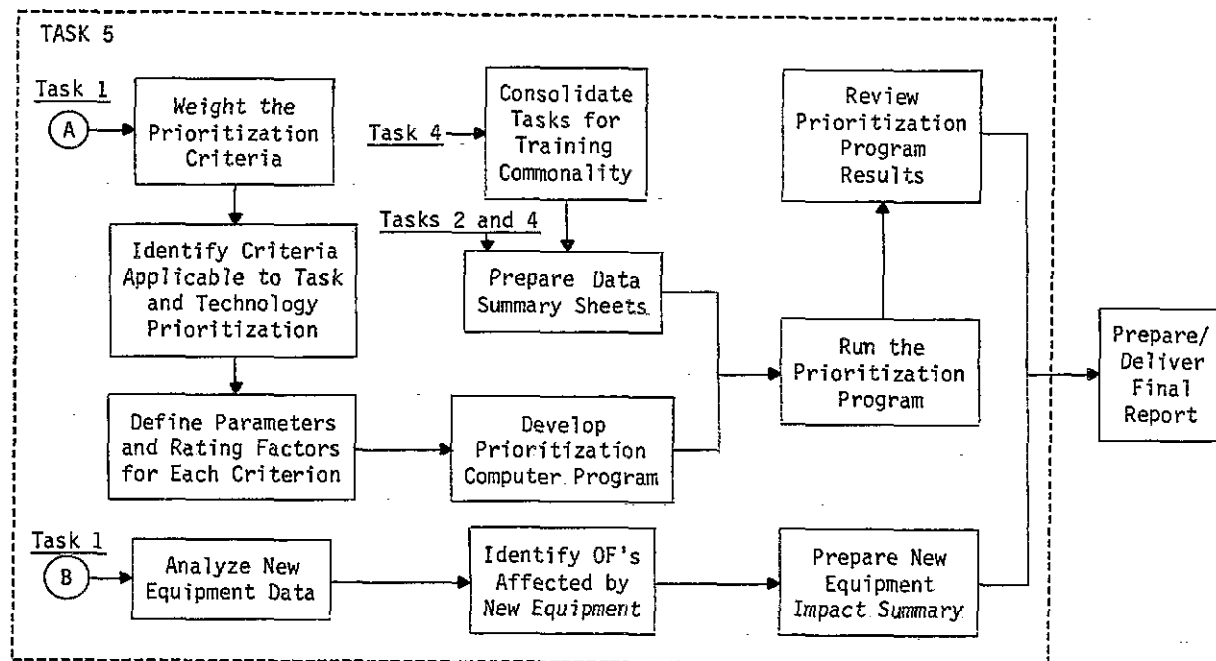 TASK 5
Task 1
A
Weight the
Prioritization
Criteria
Identify Criteria
Applicable to Task
and Technology
Prioritization
Define Parameters
and Rating Factors
for Each Criterion
Task 4
Consolidate
Tasks for
Training
Commonality
Tasks 2 and 4
Prepare Data
Summary Sheets
Develop
Prioritization
Computer Program
Review
Prioritization
Program
Results
Run the
Prioritization
Program
Task 1
B
Analyze New
Equipment Data
Identify OF's
Affected by
New Equipment
Prepare New
Equipment
Impact Summary
Prepare/
Deliver
Final
Report